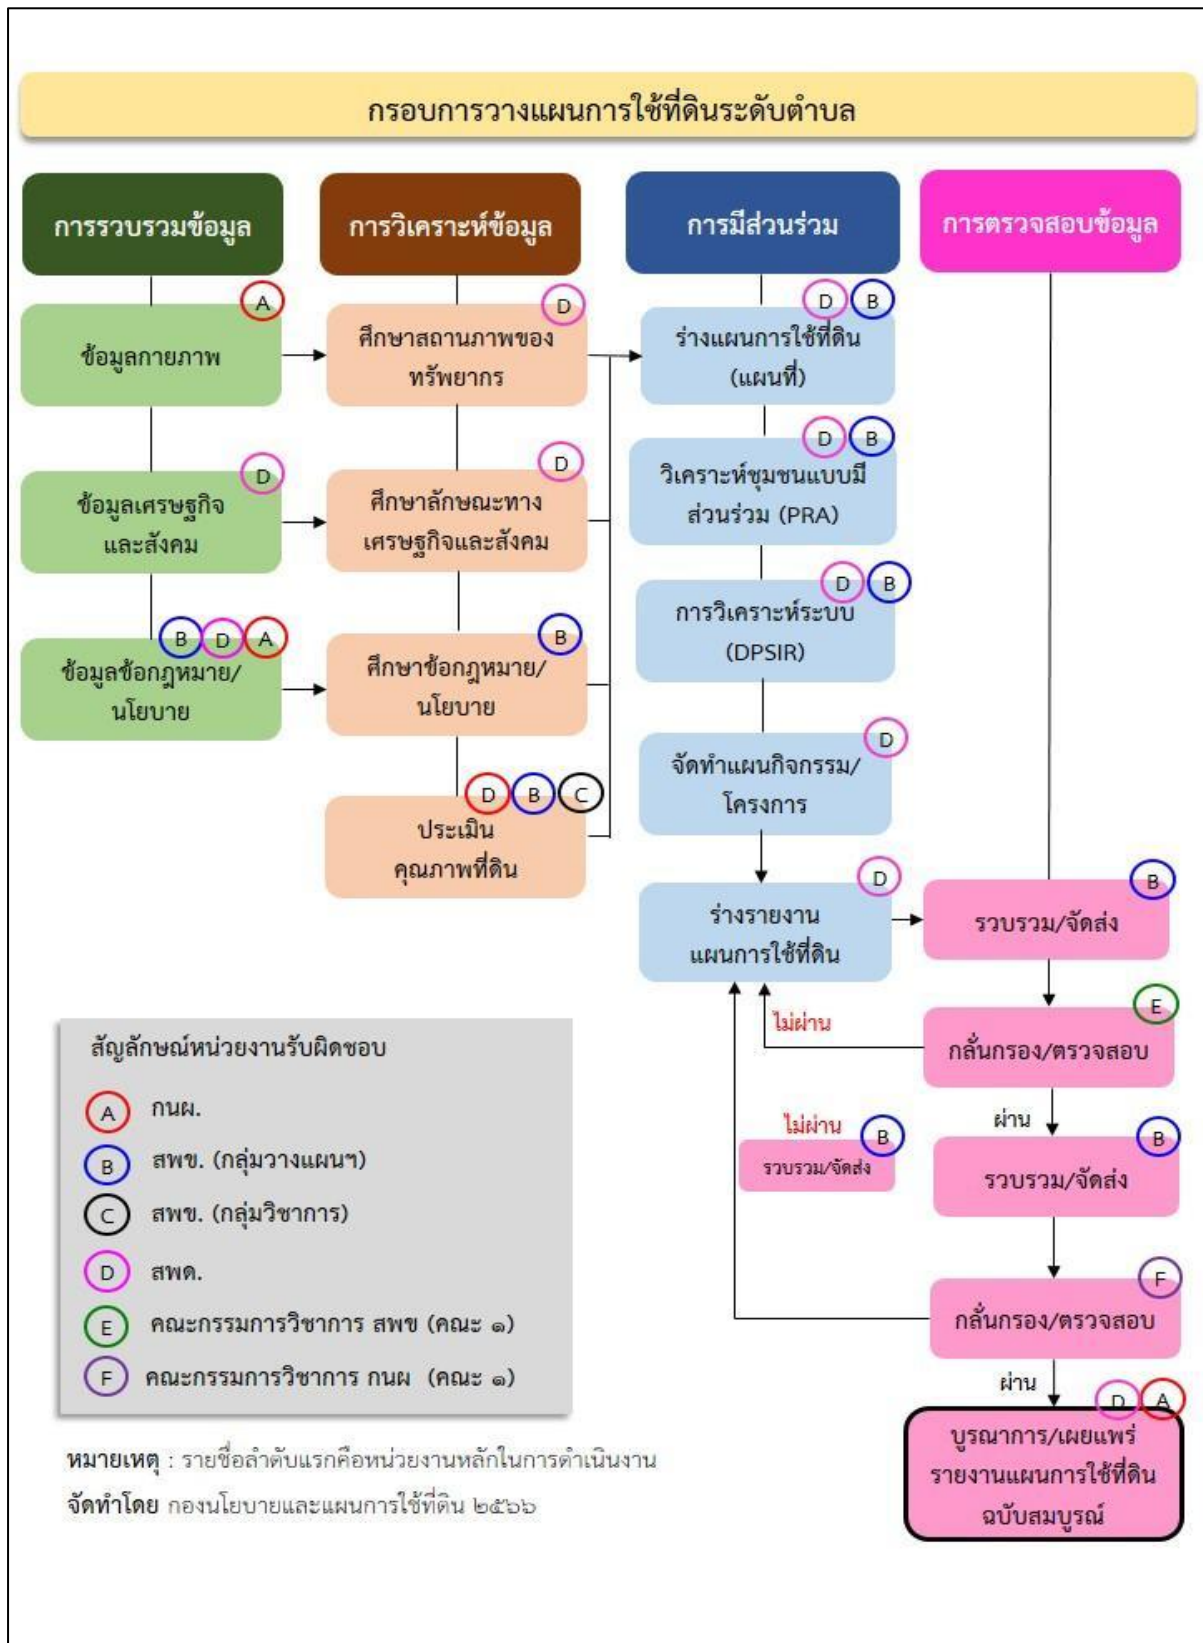 กรอบการวางแผนการใช้ที่ดินระดับตำบล
การรวบรวมข้อมูล
การวิเคราะห์ข้อมูล
การมีส่วนร่วม
การตรวจสอบข้อมูล
A
ข้อมูลกายภาพ
D
ข้อมูลเศรษฐกิจ
และสังคม
B D A
ข้อมูลข้อกฎหมาย/
นโยบาย
D
ศึกษาสถานภาพของ
ทรัพยากร
D
ศึกษาลักษณะทาง
เศรษฐกิจและสังคม
B
ศึกษาข้อกฎหมาย/
นโยบาย
D B C
ประเมิน
คุณภาพที่ดิน
D B
ร่างแผนการใช้ที่ดิน
(แผนที่)
D B
วิเคราะห์ชุมชนแบบมี
ส่วนร่วม (PRA)
D B
การวิเคราะห์ระบบ
(DPSIR)
D
จัดทำแผนกิจกรรม/
โครงการ
D
ร่างรายงาน
แผนการใช้ที่ดิน
B
รวบรวม/จัดส่ง
E
ไม่ผ่าน
กลั่นกรอง/ตรวจสอบ
ผ่าน
ไม่ผ่าน
B
รวบรวม/จัดส่ง
B
รวบรวม/จัดส่ง
F
กลั่นกรอง/ตรวจสอบ
ผ่าน
D A
บูรณาการ/เผยแพร่
รายงานแผนการใช้ที่ดิน
ฉบับสมบูรณ์
สัญลักษณ์หน่วยงานรับผิดชอบ
A กนผ.
B สพข. (กลุ่มวางแผนฯ)
C สพข. (กลุ่มวิชาการ)
D สพด.
E คณะกรรมการวิชาการ สพข (คณะ ๑)
F คณะกรรมการวิชาการ กนผ (คณะ ๑)
หมายเหตุ : รายชื่อลำดับแรกคือหน่วยงานหลักในการดำเนินงาน
จัดทำโดย กองนโยบายและแผนการใช้ที่ดิน ๒๕๖๖